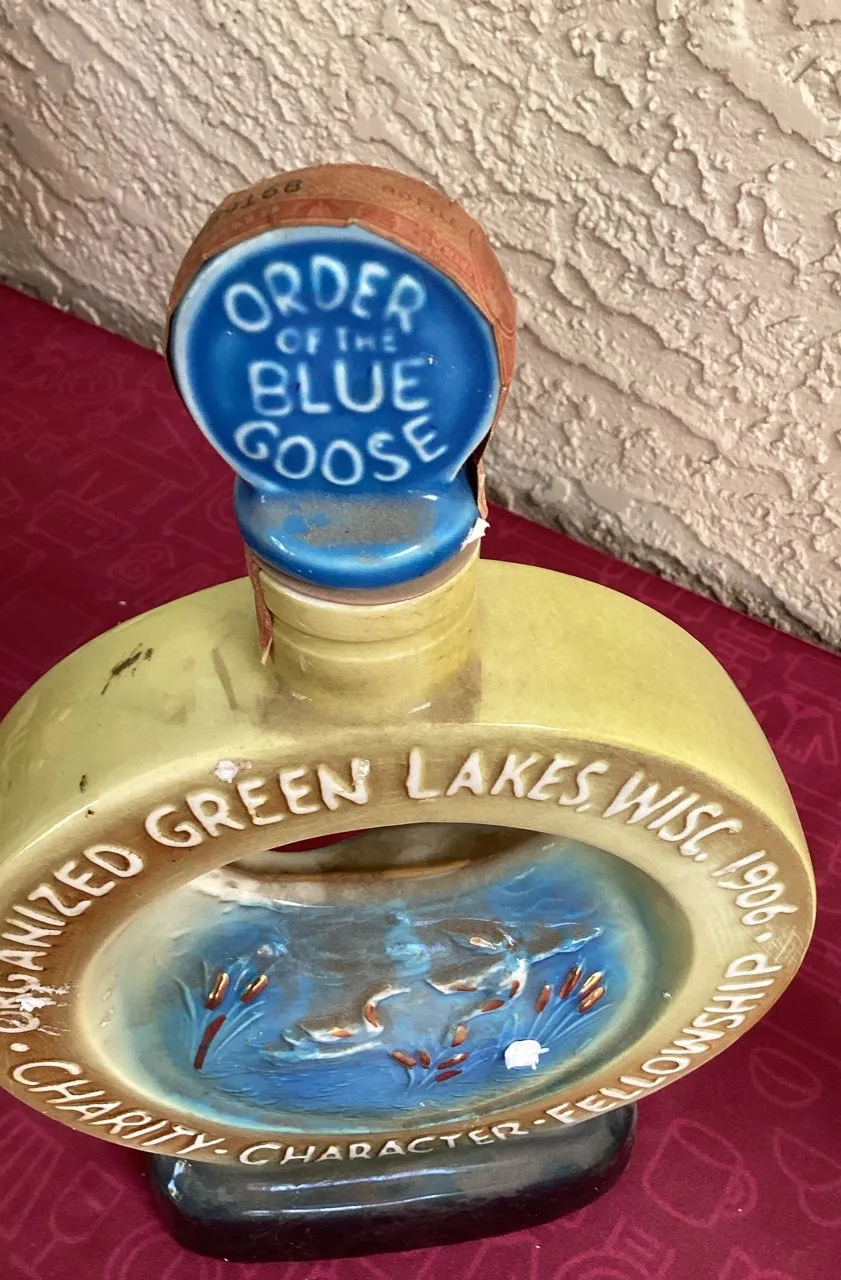 ORDER
OF THE
BLUE
GOOSE
ORGANIZED GREEN LAKES, WISC. 1906 •
• CHARITY • CHARACTER • FELLOWSHIP •